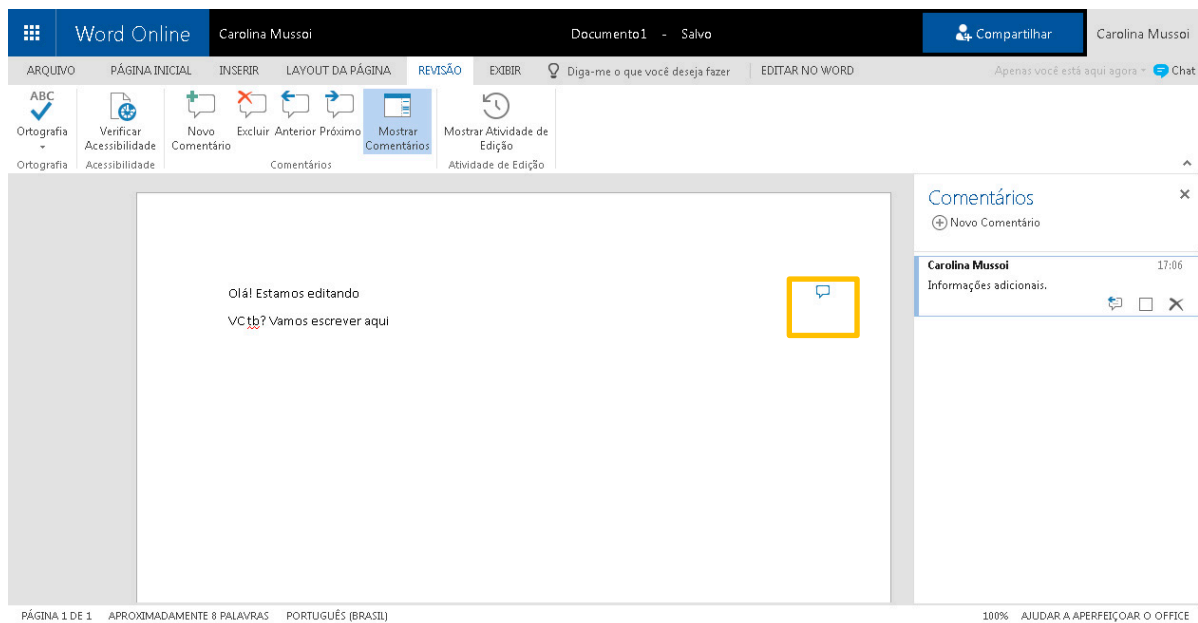 Word Online Carolina Mussoi Documento1 - Salvo Compartilhar Carolina Mussoi
ARQUIVO PÁGINA INICIAL INSERIR LAYOUT DA PÁGINA REVISÃO EXIBIR Diga-me o que você deseja fazer EDITAR NO WORD Apenas você está aqui agora Chat
ABC
Ortografia
Verificar
Acessibilidade
Novo
Comentário
Excluir
Anterior
Próximo
Mostrar
Comentários
Mostrar Atividade de
Edição
Ortografia Acessibilidade Comentários Atividade de Edição
Olá! Estamos editando
VC tb? Vamos escrever aqui
Comentários
Novo Comentário
Carolina Mussoi 17:06
Informações adicionais.
PÁGINA 1 DE 1 APROXIMADAMENTE 8 PALAVRAS PORTUGUÊS (BRASIL) 100% AJUDAR A APERFEIÇOAR O OFFICE